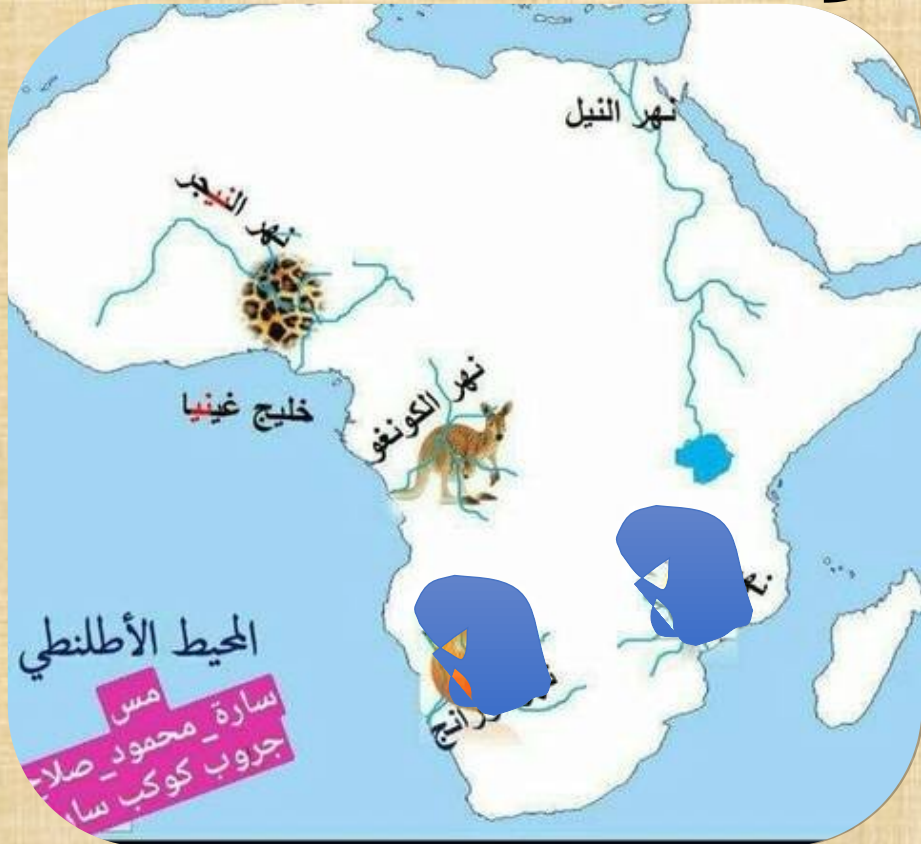 نهر النيل
نهر النيجر
خليج غينيا
نهر الكونغو
المحيط الأطلنطي
مس
سارة_محمود_صلاح
جروب كوكب